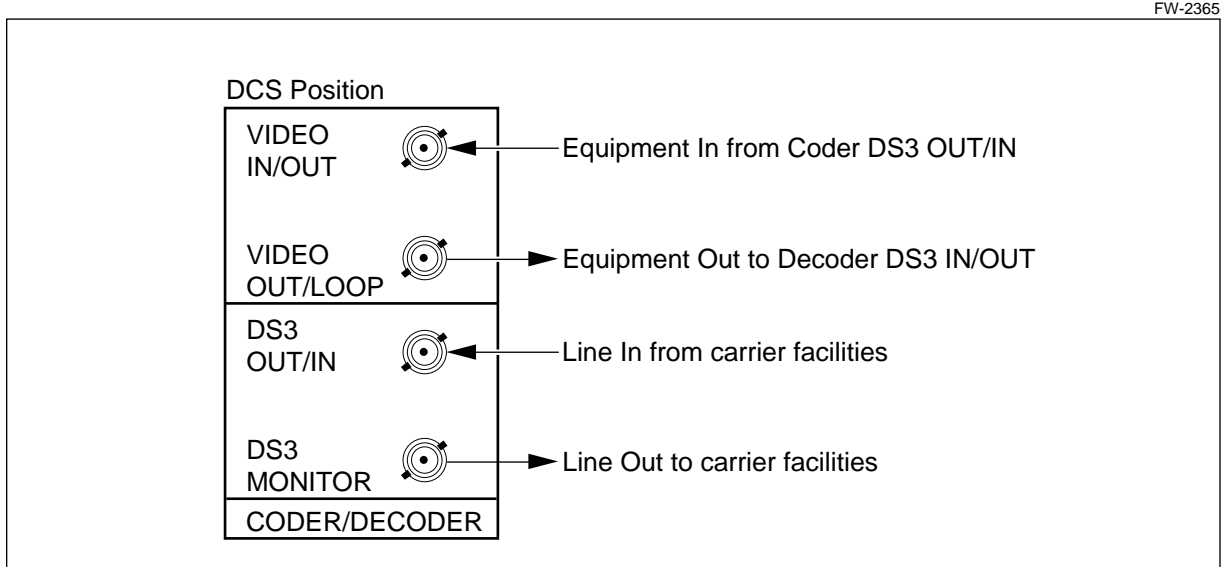 FW-2365
DCS Position
VIDEO
IN/OUT
Equipment In from Coder DS3 OUT/IN
VIDEO
OUT/LOOP
Equipment Out to Decoder DS3 IN/OUT
DS3
OUT/IN
Line In from carrier facilities
DS3
MONITOR
Line Out to carrier facilities
CODER/DECODER